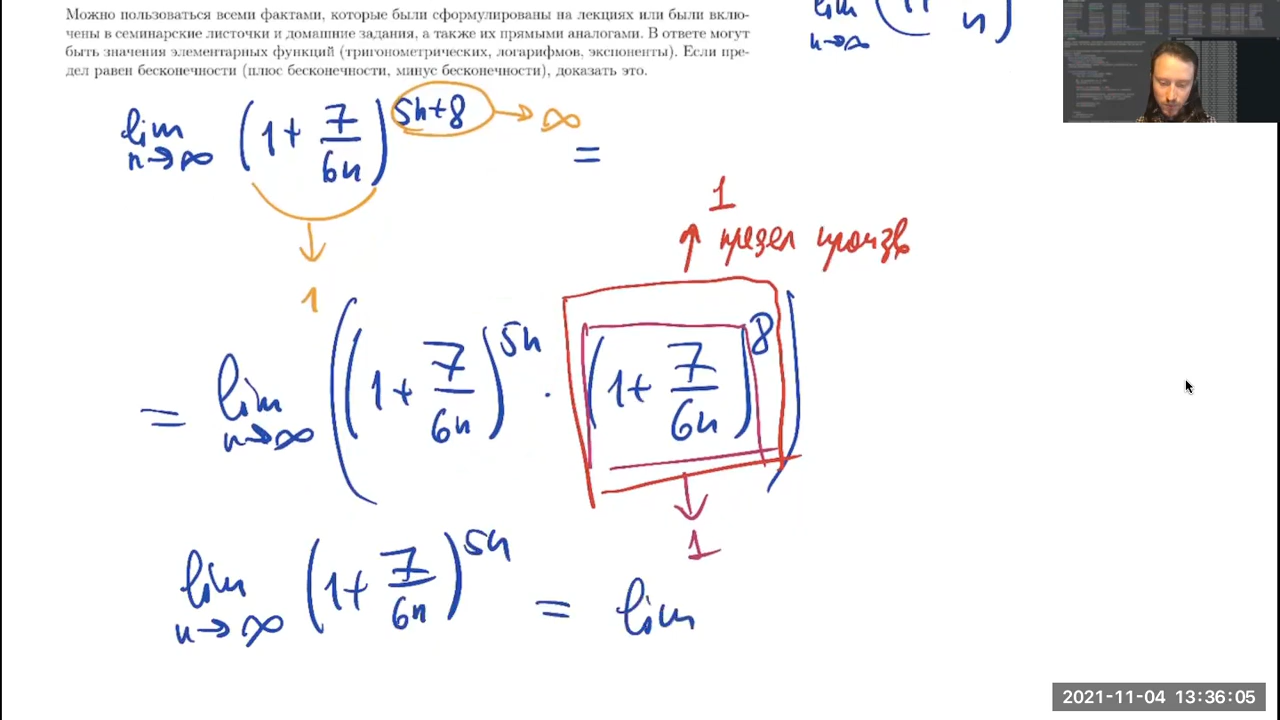 Можно пользоваться всеми фактами, которые были сформулированы на лекциях или были вклю-
чены в семинарские листочки и домашние задания, а также их прямыми аналогами. В ответе могут
быть значения элементарных функций (тригонометрических, логарифмов, экспоненты). Если пре-
дел равен бесконечности (плюс бесконечности, минус бесконечности), доказать это.
lim n→∞
n
lim n→∞ (1 + 7/6n)^5n+8 → ∞ =
1
1
предел произв
= lim n→∞ ((1 + 7/6n)^5n · (1 + 7/6n)^8)
1
lim n→∞ (1 + 7/6n)^5n = lim
2021-11-04 13:36:05